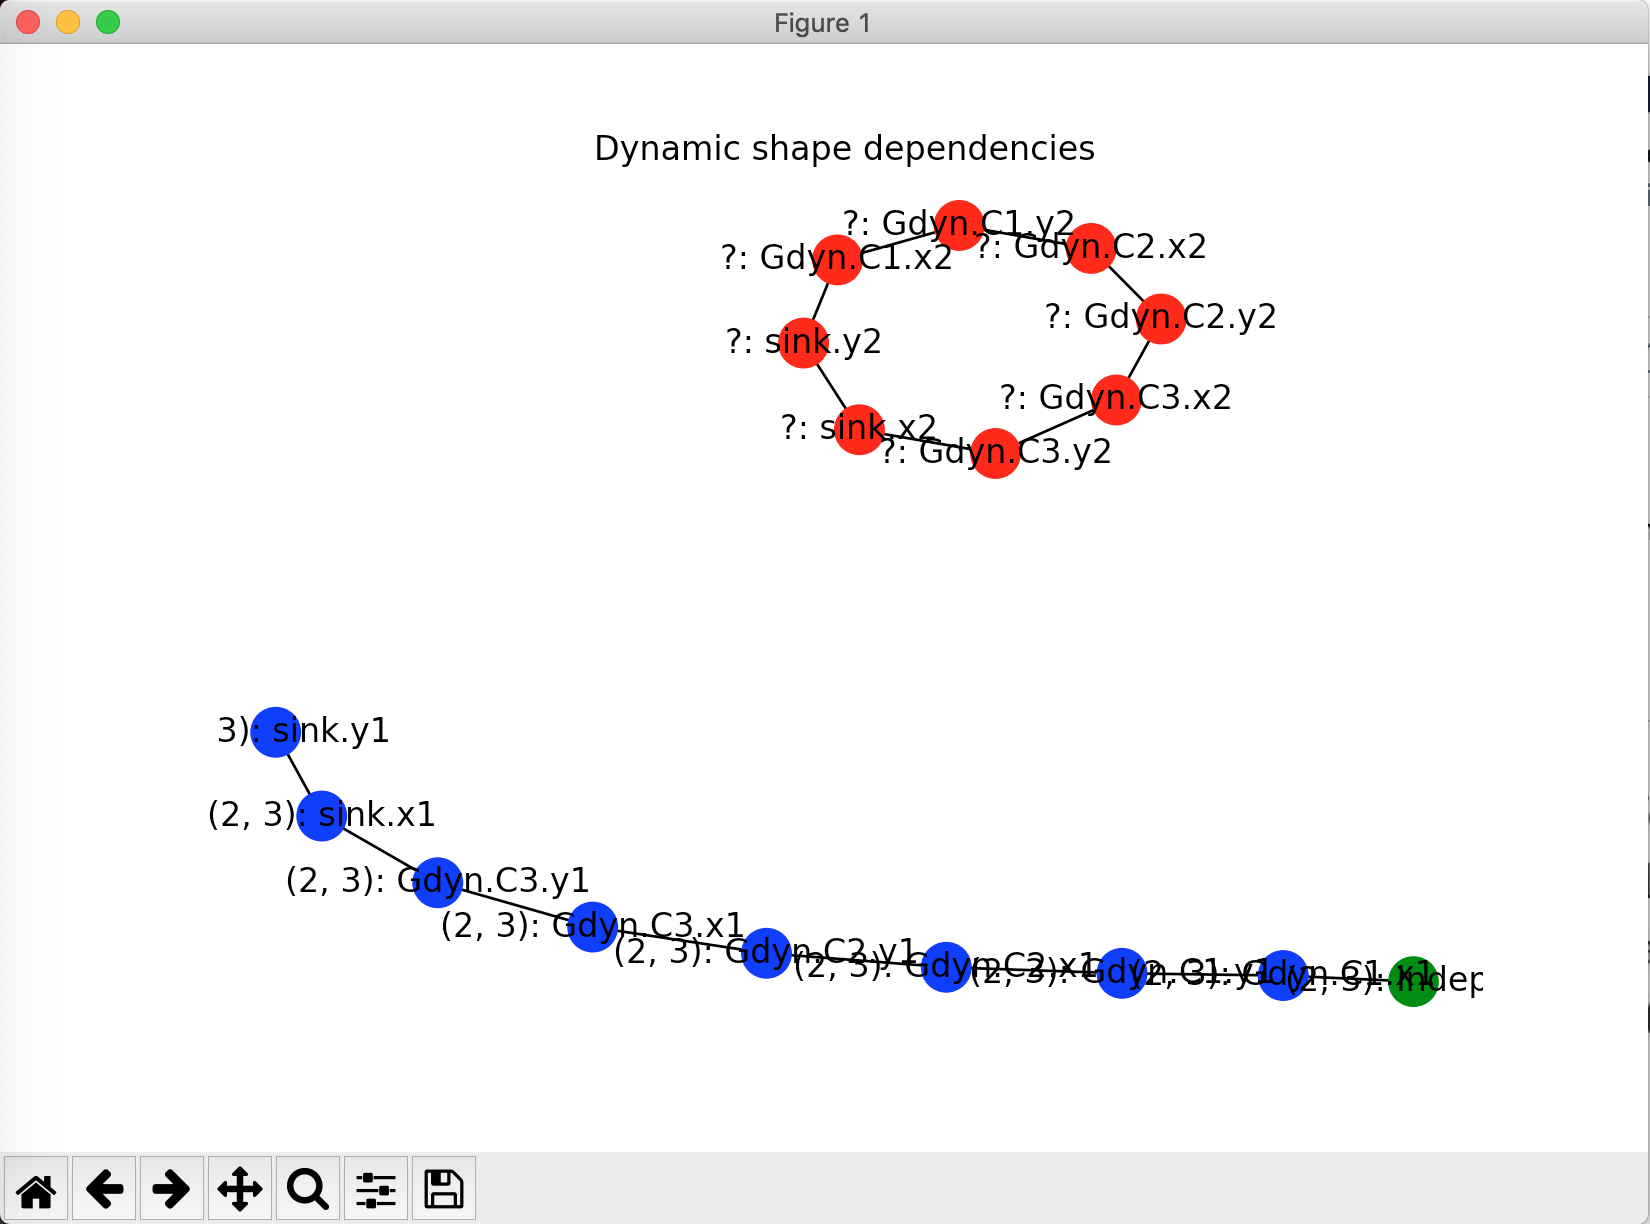 Figure 1
Dynamic shape dependencies
?: Gdyn.C1.y2
?: Gdyn.C2.x2
?: Gdyn.C1.x2
?: Gdyn.C2.y2
?: sink.y2
?: Gdyn.C3.x2
?: sink.x2
?: Gdyn.C3.y2
3): sink.y1
(2, 3): sink.x1
(2, 3): Gdyn.C3.y1
(2, 3): Gdyn.C3.x1
(2, 3): Gdyn.C2.y1
(2, 3): Gdyn.C2.x1
(2, 3): Gdyn.C1.y1
(2, 3): Gdyn.C1.x1
(2, 3): indep